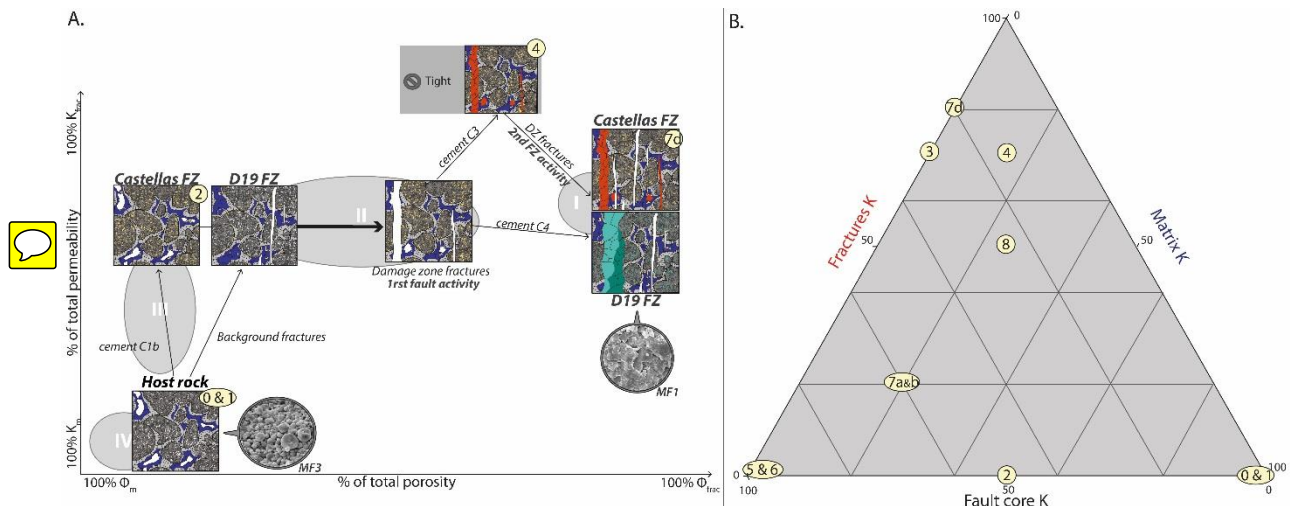 A.
4
Tight
100% Kfrac
cement C3
DZ fractures
2nd FZ activity
Castellas FZ
7d
Castellas FZ
2
D19 FZ
II
I
% of total permeability
cement C4
Damage zone fractures
1rst fault activity
D19 FZ
III
cement C1b
Background fractures
MF1
Host rock
0 & 1
100% Km
IV
MF3
100% Φm
% of total porosity
100% Φfrac
B.
100
0
7d
3
4
Fractures K
Matrix K
50
50
8
7a&b
0
5 & 6
2
0 & 1
100
100
50
0
Fault core K